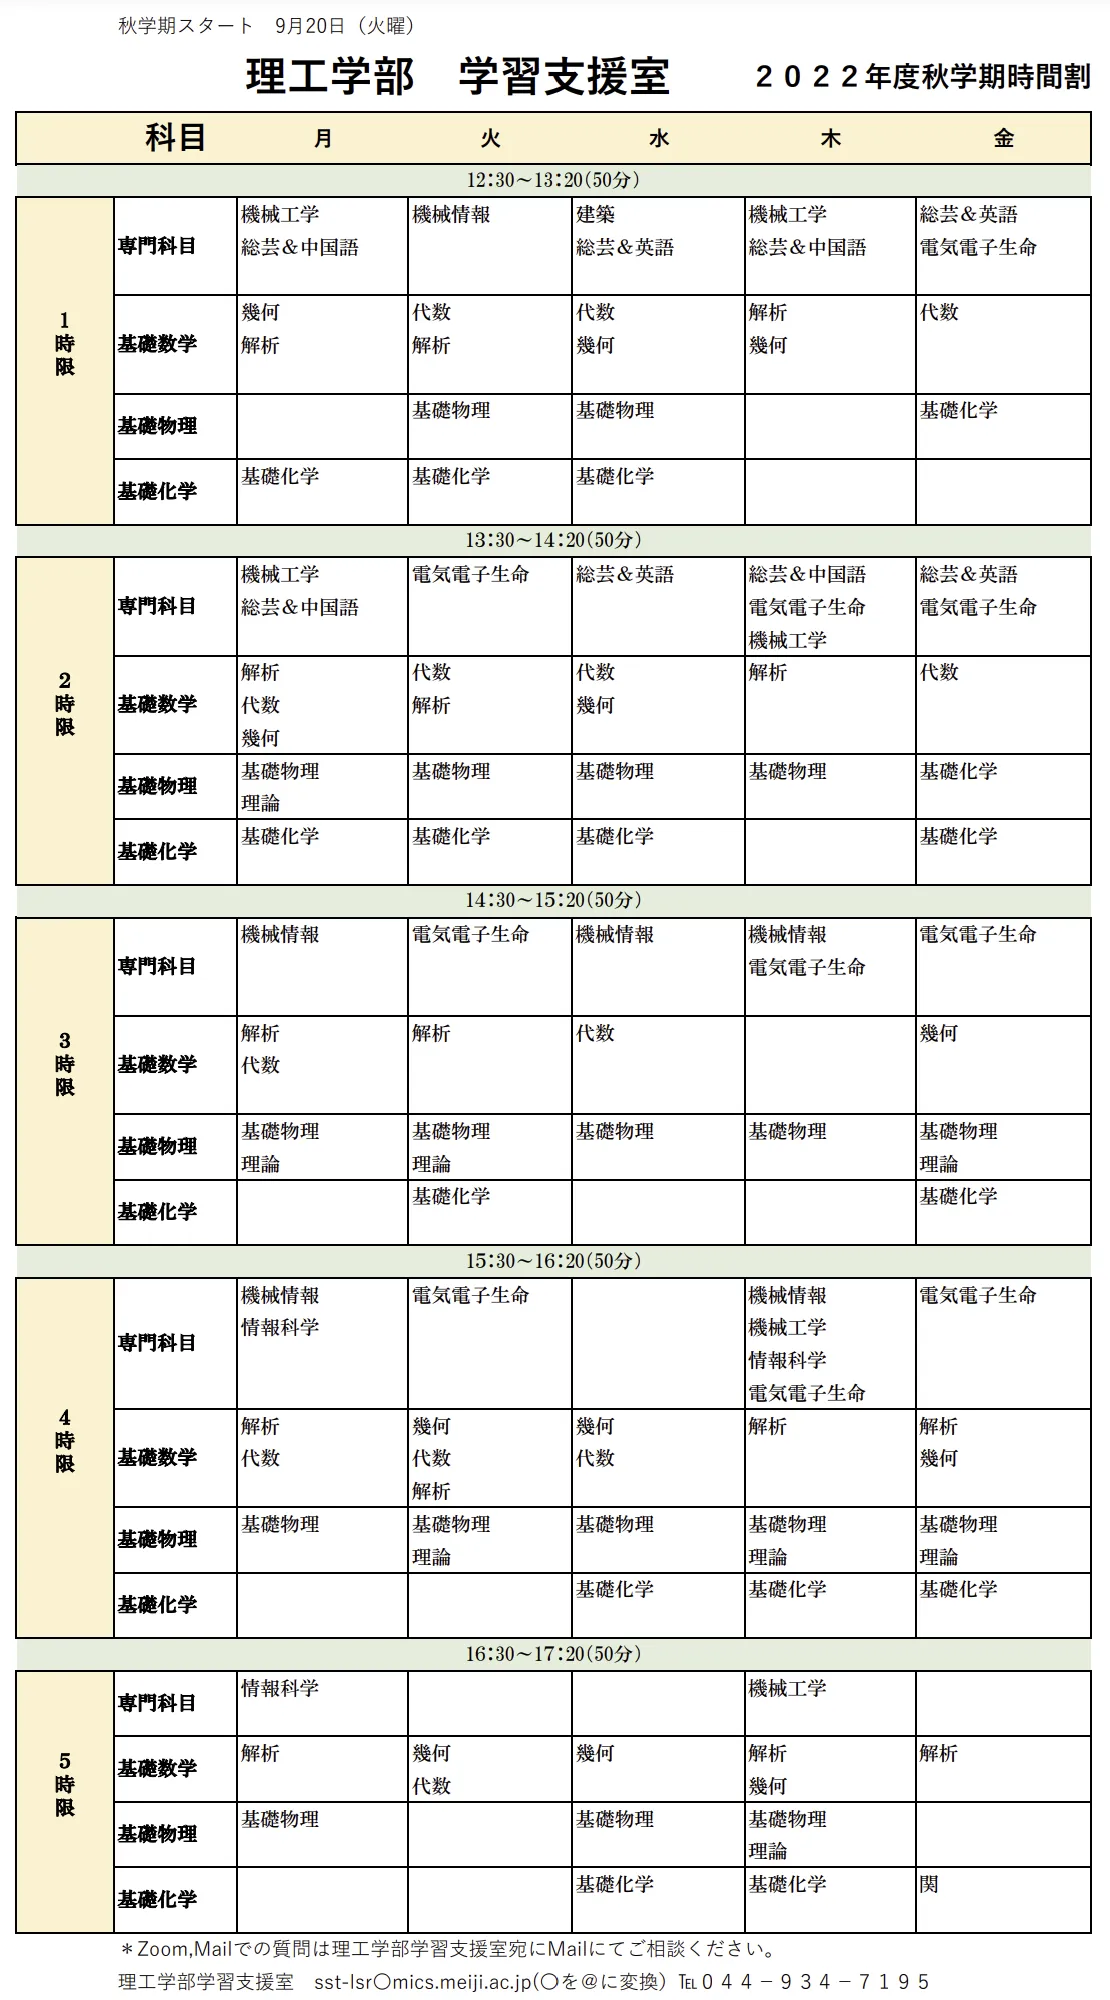 秋学期スタート　9月20日（火曜）
理工学部　学習支援室　２０２２年度秋学期時間割
科目　月　火　水　木　金
12:30～13:20(50分)
1時限
専門科目
機械工学　機械情報　建築　機械工学　総芸＆英語
総芸＆中国語　総芸＆英語　総芸＆中国語　電気電子生命
基礎数学
幾何　代数　代数　解析　代数
解析　解析　幾何　幾何
基礎物理
基礎物理　基礎物理　基礎化学
基礎化学
基礎化学　基礎化学　基礎化学
13:30～14:20(50分)
2時限
専門科目
機械工学　電気電子生命　総芸＆英語　総芸＆中国語　総芸＆英語
総芸＆中国語　電気電子生命　電気電子生命
機械工学
基礎数学
解析　代数　代数　解析　代数
代数　解析　幾何
幾何
基礎物理
基礎物理　基礎物理　基礎物理　基礎物理　基礎化学
理論
基礎化学
基礎化学　基礎化学　基礎化学　基礎化学
14:30～15:20(50分)
3時限
専門科目
機械情報　電気電子生命　機械情報　機械情報　電気電子生命
電気電子生命
基礎数学
解析　解析　代数　幾何
代数
基礎物理
基礎物理　基礎物理　基礎物理　基礎物理　基礎物理
理論　理論　理論
基礎化学
基礎化学　基礎化学
15:30～16:20(50分)
4時限
専門科目
機械情報　電気電子生命　機械情報　電気電子生命
情報科学　機械工学
情報科学
電気電子生命
基礎数学
解析　幾何　幾何　解析　解析
代数　代数　代数　幾何
解析
基礎物理
基礎物理　基礎物理　基礎物理　基礎物理　基礎物理
理論　理論　理論
基礎化学
基礎化学　基礎化学　基礎化学
16:30～17:20(50分)
5時限
専門科目
情報科学　機械工学
基礎数学
解析　幾何　幾何　解析　解析
代数　幾何
基礎物理
基礎物理　基礎物理　基礎物理
理論
基礎化学
基礎化学　基礎化学　関
＊Zoom,Mailでの質問は理工学部学習支援室宛にMailにてご相談ください。
理工学部学習支援室　sst-lsr〇mics.meiji.ac.jp(〇を＠に変換）℡０４４－９３４－７１９５